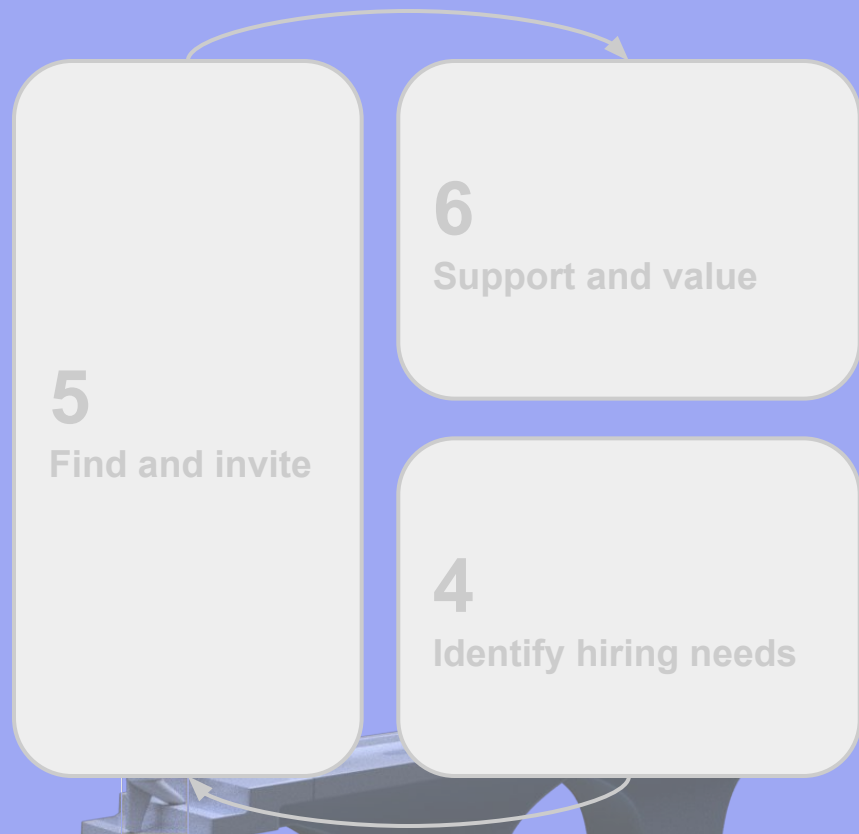 5
Find and invite
6
Support and value
4
Identify hiring needs